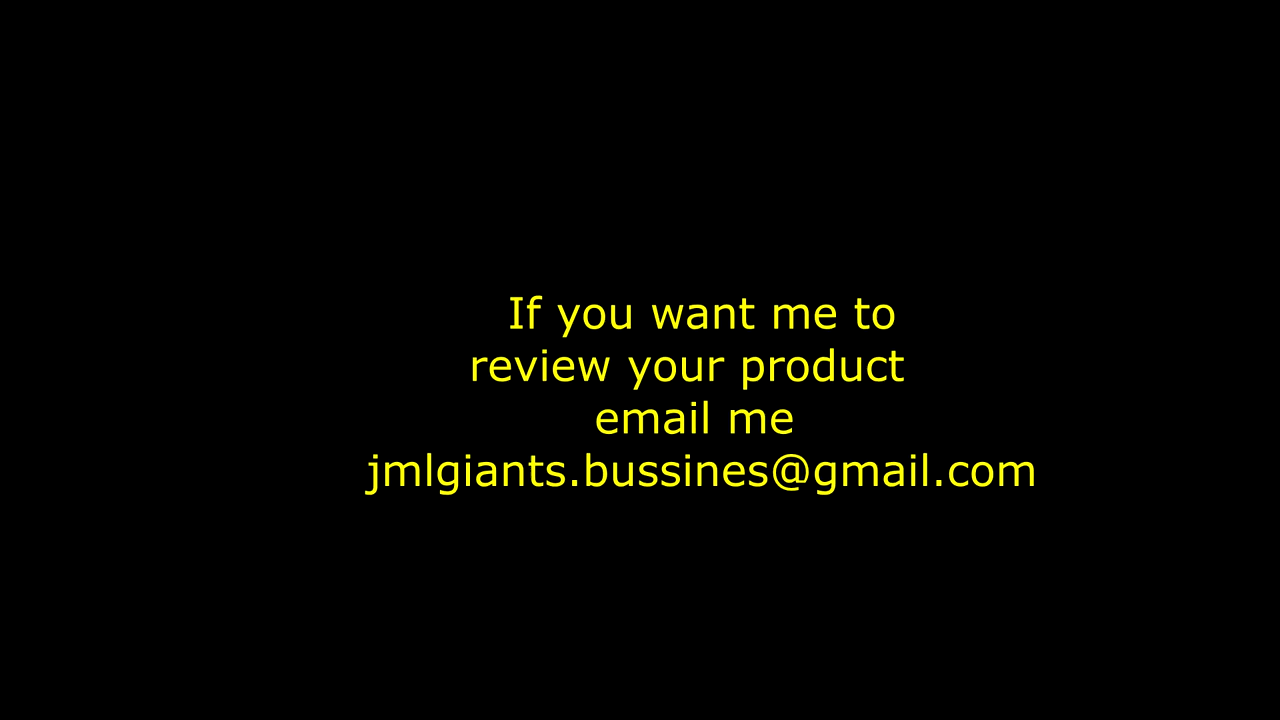 If you want me to
review your product
email me
jmlgiants.bussines@gmail.com